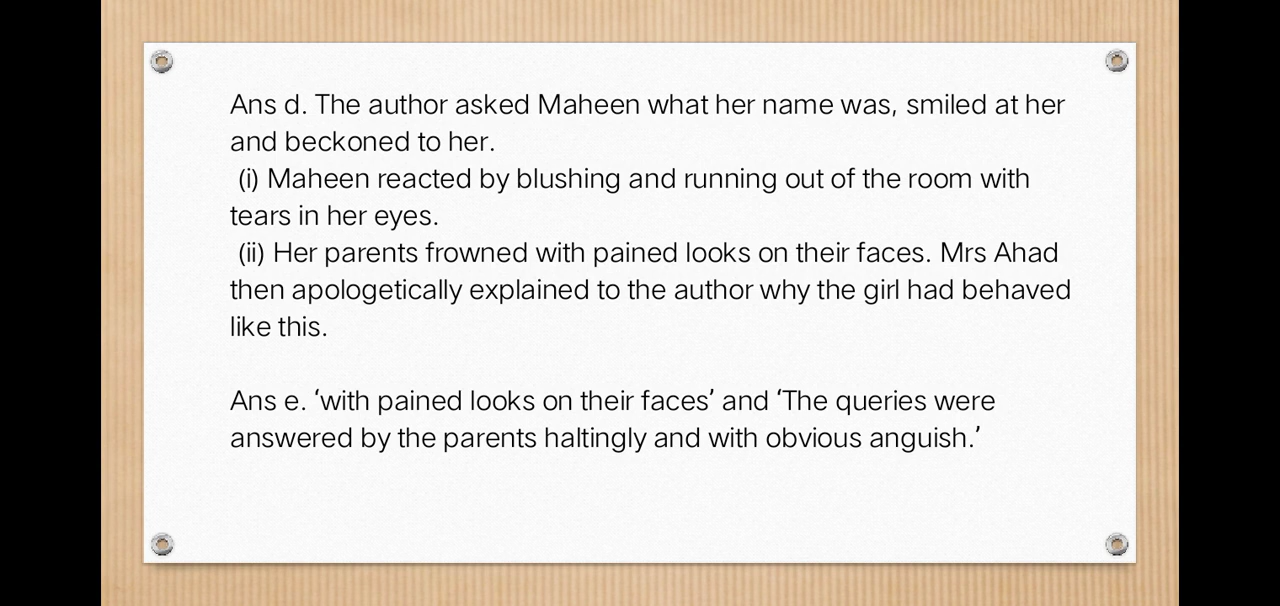 Ans d. The author asked Maheen what her name was, smiled at her
and beckoned to her.
(i) Maheen reacted by blushing and running out of the room with
tears in her eyes.
(ii) Her parents frowned with pained looks on their faces. Mrs Ahad
then apologetically explained to the author why the girl had behaved
like this.
Ans e. ‘with pained looks on their faces’ and ‘The queries were
answered by the parents haltingly and with obvious anguish.’